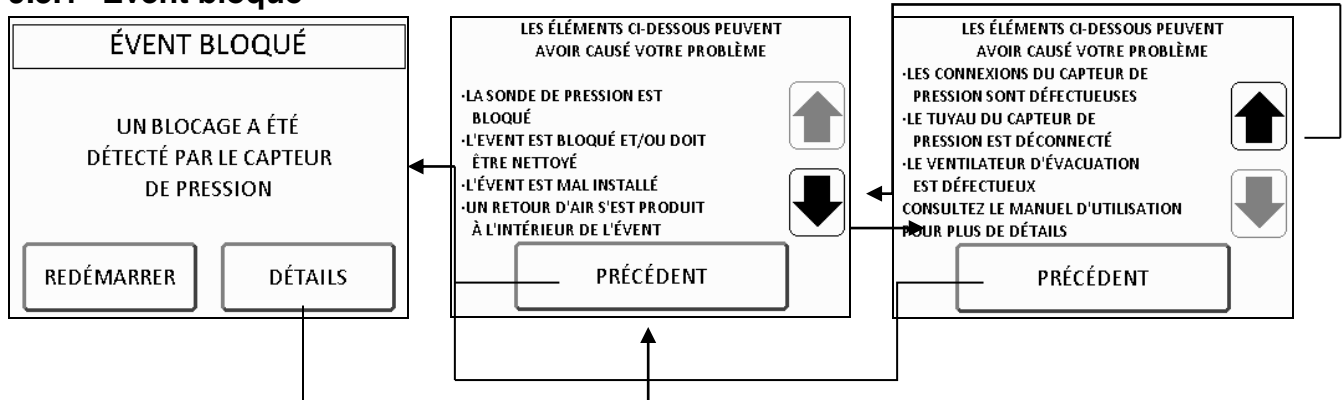 Évent bloqué
ÉVENT BLOQUÉ
UN BLOCAGE A ÉTÉ
DÉTECTÉ PAR LE CAPTEUR
DE PRESSION
REDÉMARRER
DÉTAILS
LES ÉLÉMENTS CI-DESSOUS PEUVENT
AVOIR CAUSÉ VOTRE PROBLÈME
·LA SONDE DE PRESSION EST
BLOQUÉ
·L'EVENT EST BLOQUÉ ET/OU DOIT
ÊTRE NETTOYÉ
·L'ÉVENT EST MAL INSTALLÉ
·UN RETOUR D'AIR S'EST PRODUIT
À L'INTÉRIEUR DE L'ÉVENT
PRÉCÉDENT
LES ÉLÉMENTS CI-DESSOUS PEUVENT
AVOIR CAUSÉ VOTRE PROBLÈME
·LES CONNEXIONS DU CAPTEUR DE
PRESSION SONT DÉFECTUEUSES
·LE TUYAU DU CAPTEUR DE
PRESSION EST DÉCONNECTÉ
·LE VENTILATEUR D'ÉVACUATION
EST DÉFECTUEUX
CONSULTEZ LE MANUEL D'UTILISATION
POUR PLUS DE DÉTAILS
PRÉCÉDENT